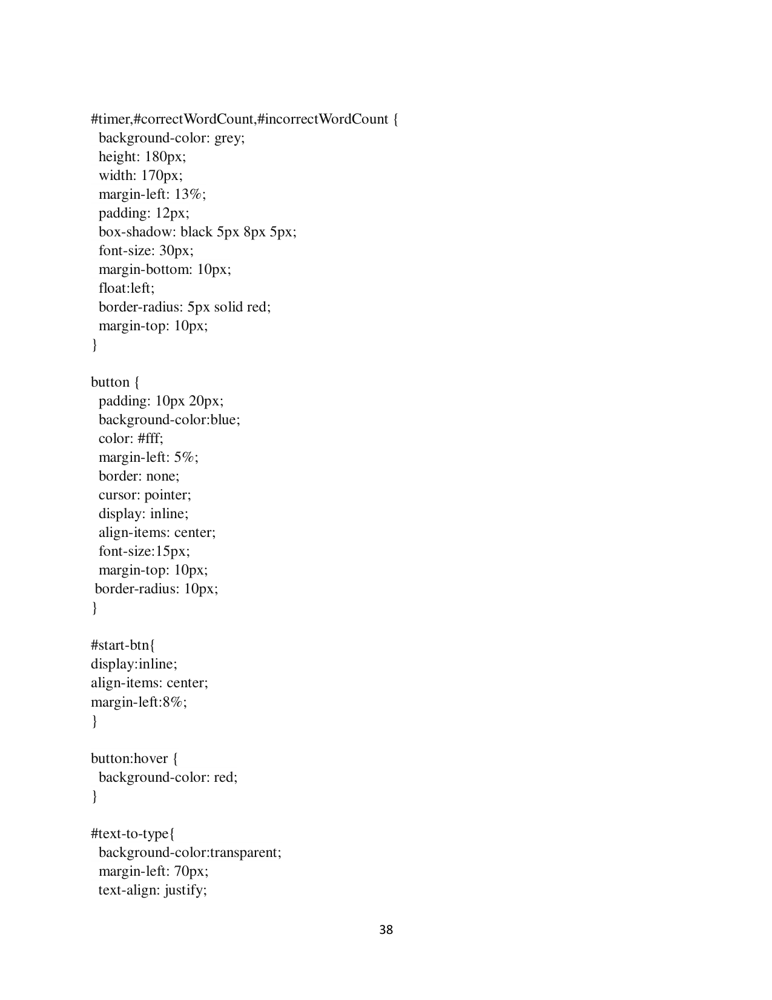 #timer,#correctWordCount,#incorrectWordCount {
  background-color: grey;
  height: 180px;
  width: 170px;
  margin-left: 13%;
  padding: 12px;
  box-shadow: black 5px 8px 5px;
  font-size: 30px;
  margin-bottom: 10px;
  float:left;
  border-radius: 5px solid red;
  margin-top: 10px;
}

button {
  padding: 10px 20px;
  background-color:blue;
  color: #fff;
  margin-left: 5%;
  border: none;
  cursor: pointer;
  display: inline;
  align-items: center;
  font-size:15px;
  margin-top: 10px;
 border-radius: 10px;
}

#start-btn{
display:inline;
align-items: center;
margin-left:8%;
}

button:hover {
  background-color: red;
}

#text-to-type{
  background-color:transparent;
  margin-left: 70px;
  text-align: justify;

38